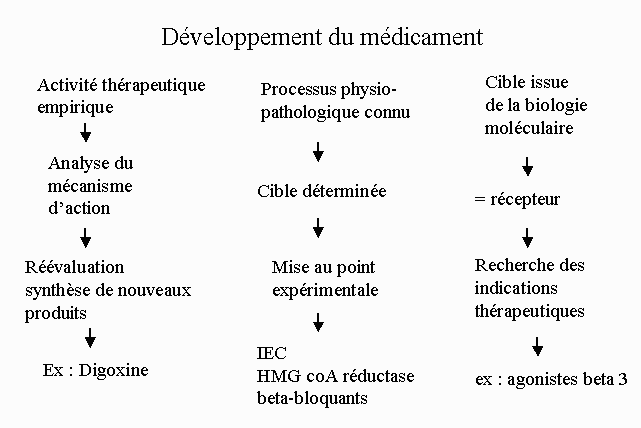 Développement du médicament
Activité thérapeutique
empirique
Analyse du
mécanisme
d’action
Réévaluation
synthèse de nouveaux
produits
Ex : Digoxine
Processus physio-
pathologique connu
Cible déterminée
Mise au point
expérimentale
IEC
HMG coA réductase
beta-bloquants
Cible issue
de la biologie
moléculaire
= récepteur
Recherche des
indications
thérapeutiques
ex : agonistes beta 3